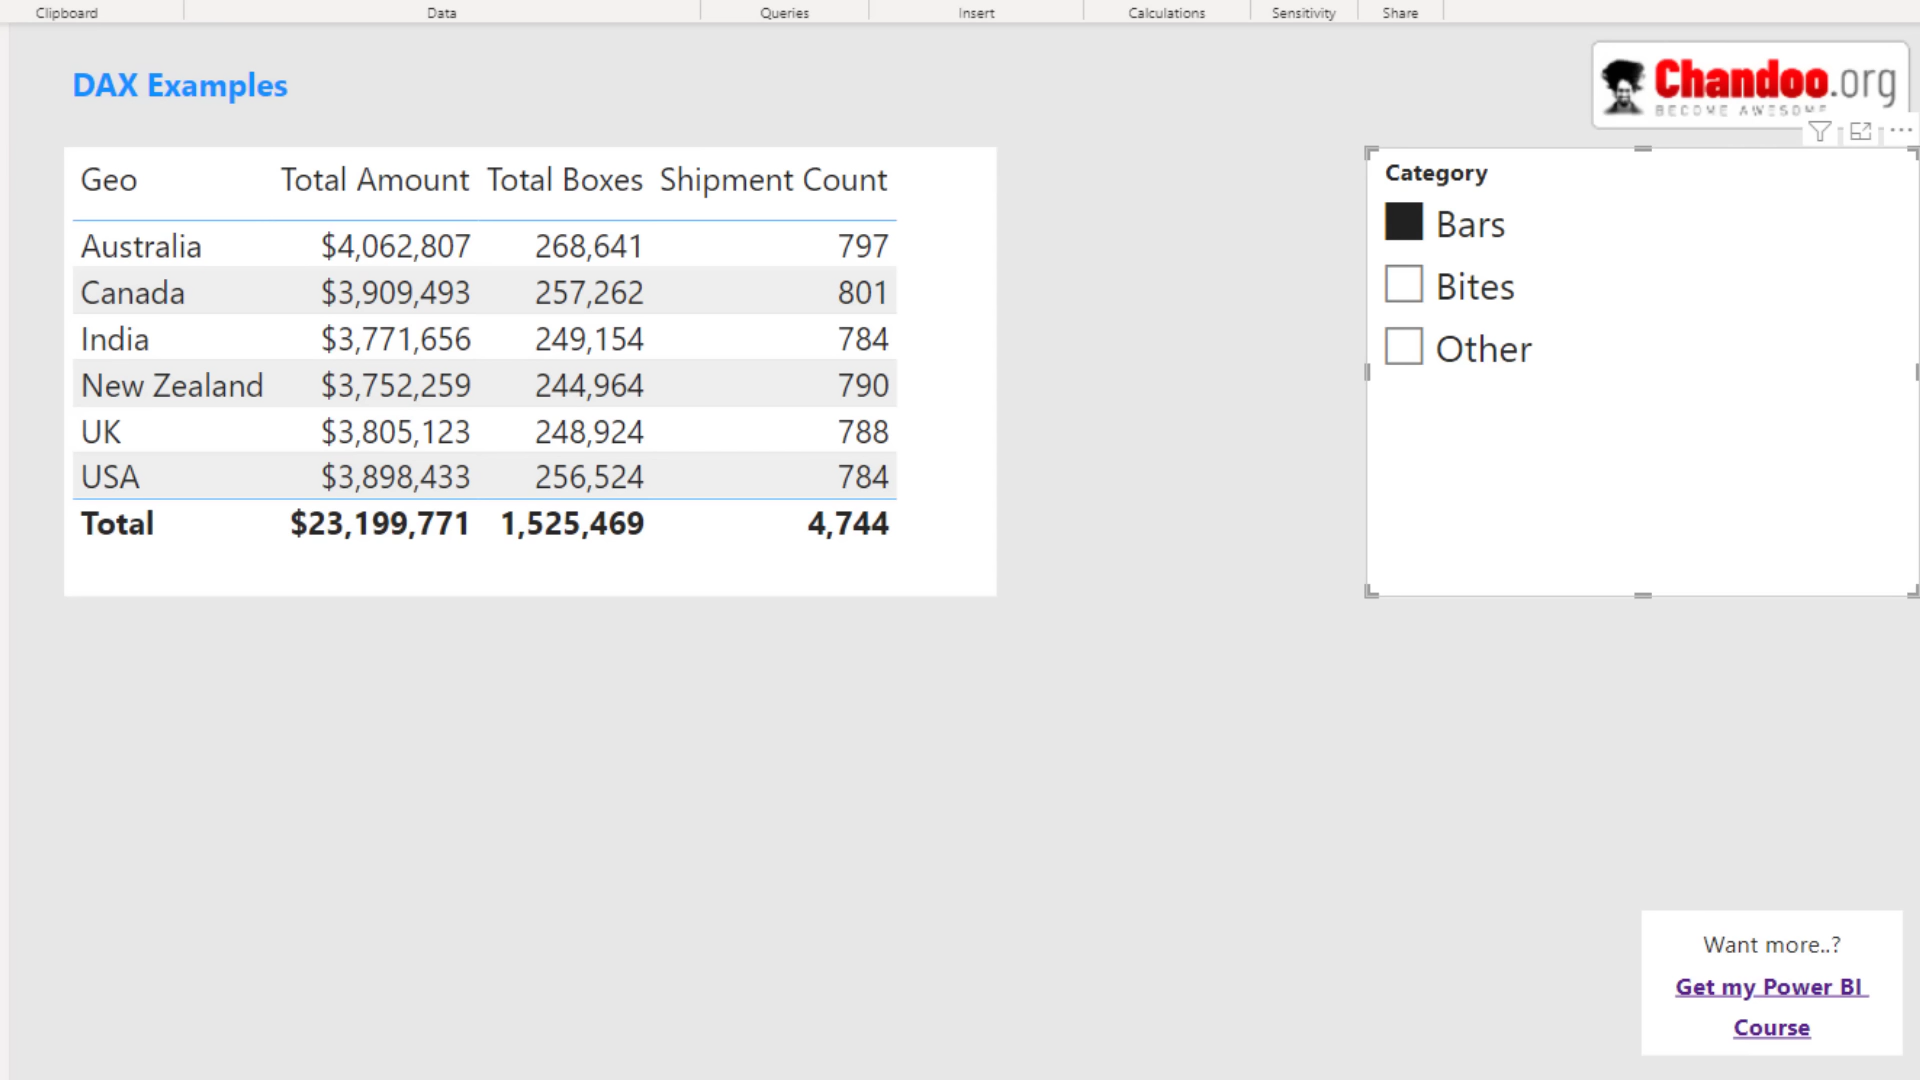 Clipboard Data Queries Insert Calculations Sensitivity Share
DAX Examples
Chandoo.org
BECOME AWESOME
Geo Total Amount Total Boxes Shipment Count
Australia $4,062,807 268,641 797
Canada $3,909,493 257,262 801
India $3,771,656 249,154 784
New Zealand $3,752,259 244,964 790
UK $3,805,123 248,924 788
USA $3,898,433 256,524 784
Total $23,199,771 1,525,469 4,744
Category
Bars
Bites
Other
Want more..?
Get my Power BI
Course